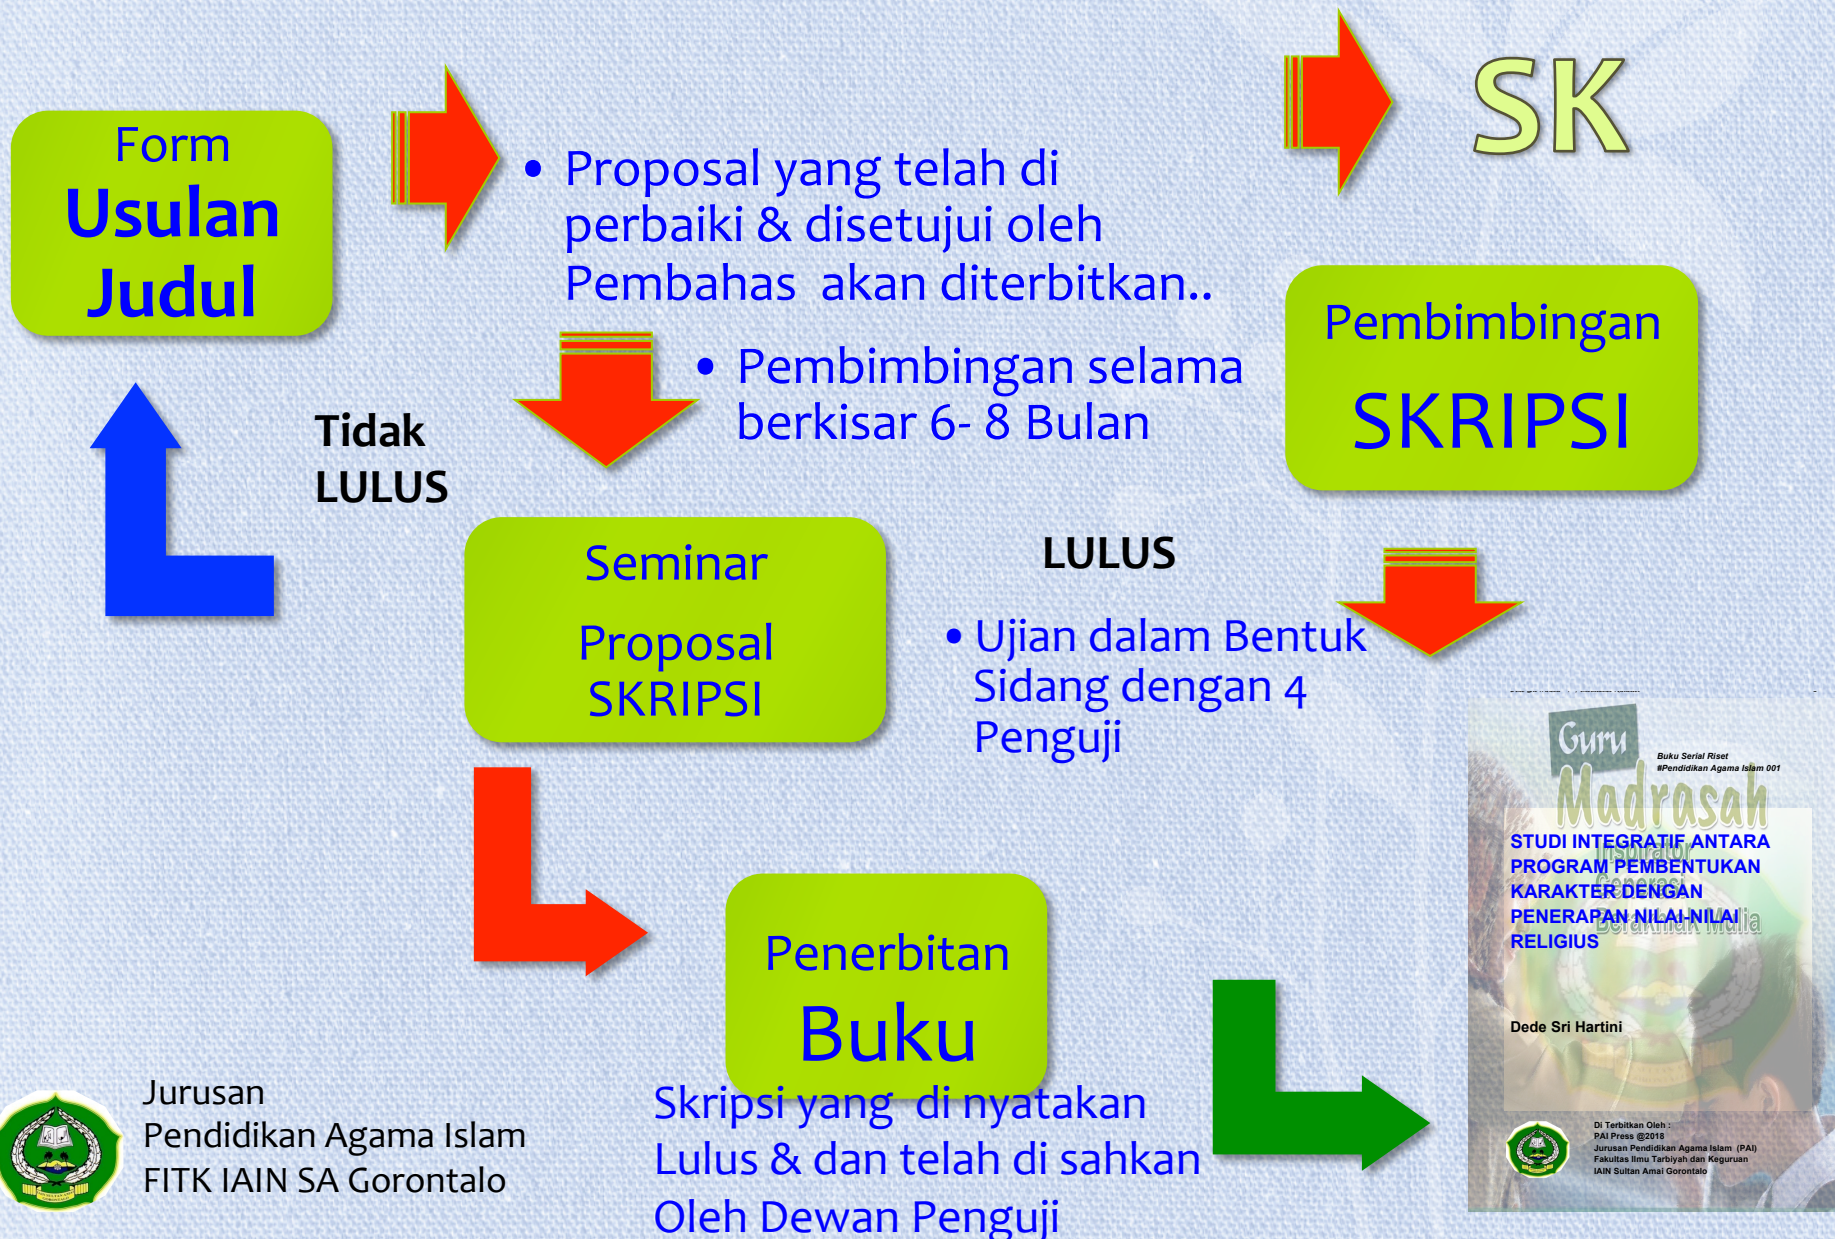 Form
Usulan
Judul
• Proposal yang telah di
perbaiki & disetujui oleh
Pembahas akan diterbitkan..
SK
• Pembimbingan selama
berkisar 6- 8 Bulan
Pembimbingan
SKRIPSI
Tidak
LULUS
Seminar
Proposal
SKRIPSI
LULUS
• Ujian dalam Bentuk
Sidang dengan 4
Penguji
Penerbitan
Buku
Skripsi yang di nyatakan
Lulus & dan telah di sahkan
Oleh Dewan Penguji
Guru
Buku Serial Riset
#Pendidikan Agama Islam 001
Madrasah
Inspirator
Generasi
Berakhlak Mulia
STUDI INTEGRATIF ANTARA
PROGRAM PEMBENTUKAN
KARAKTER DENGAN
PENERAPAN NILAI-NILAI
RELIGIUS
Dede Sri Hartini
Di Terbitkan Oleh :
PAI Press @2018
Jurusan Pendidikan Agama Islam (PAI)
Fakultas Ilmu Tarbiyah dan Keguruan
IAIN Sultan Amai Gorontalo
Jurusan
Pendidikan Agama Islam
FITK IAIN SA Gorontalo